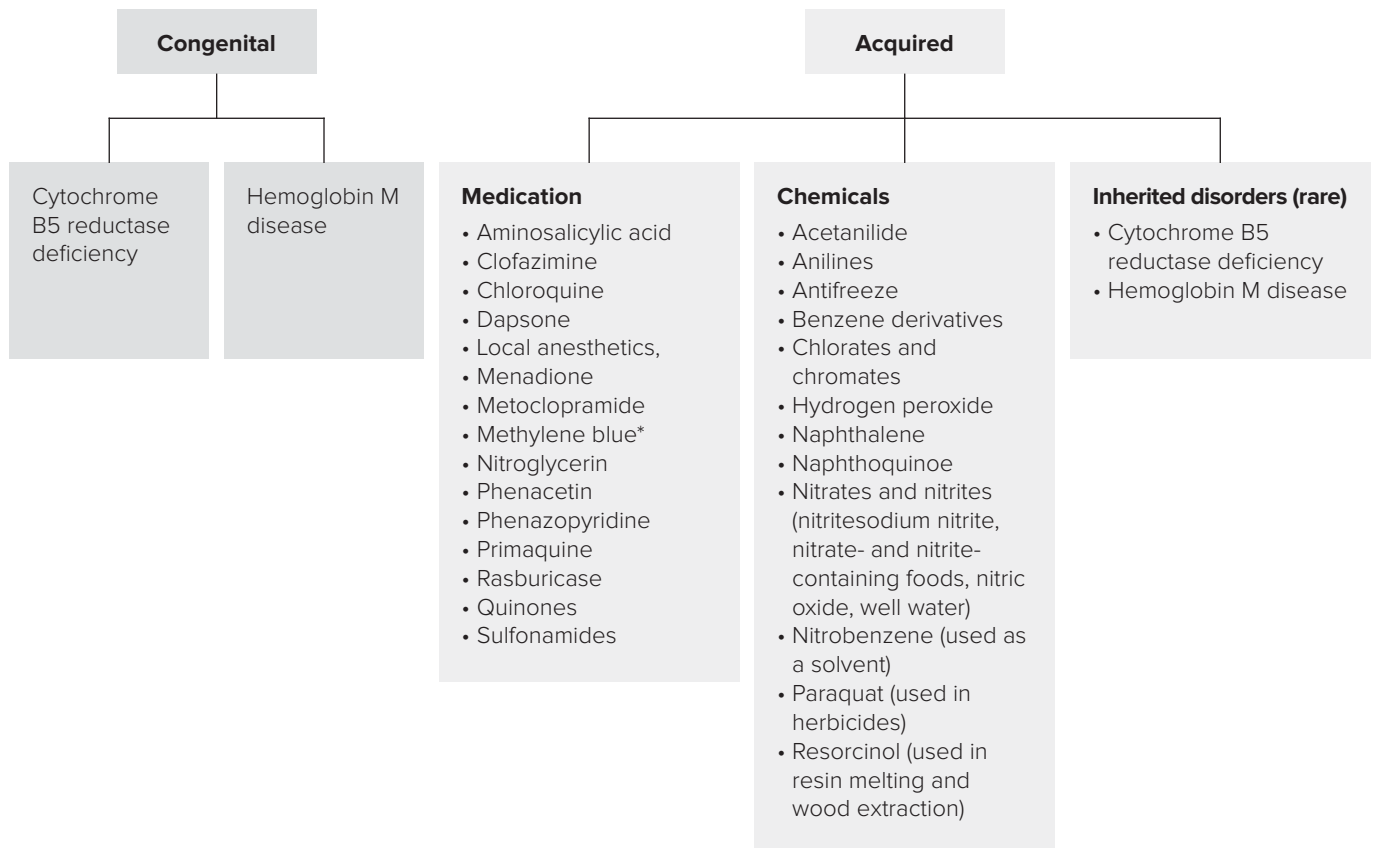 Congenital
Acquired
Cytochrome
B5 reductase
deficiency
Hemoglobin M
disease
Medication
• Aminosalicylic acid
• Clofazimine
• Chloroquine
• Dapsone
• Local anesthetics,
• Menadione
• Metoclopramide
• Methylene blue*
• Nitroglycerin
• Phenacetin
• Phenazopyridine
• Primaquine
• Rasburicase
• Quinones
• Sulfonamides
Chemicals
• Acetanilide
• Anilines
• Antifreeze
• Benzene derivatives
• Chlorates and
chromates
• Hydrogen peroxide
• Naphthalene
• Naphthoquinoe
• Nitrates and nitrites
(nitritesodium nitrite,
nitrate- and nitrite-
containing foods, nitric
oxide, well water)
• Nitrobenzene (used as
a solvent)
• Paraquat (used in
herbicides)
• Resorcinol (used in
resin melting and
wood extraction)
Inherited disorders (rare)
• Cytochrome B5
reductase deficiency
• Hemoglobin M disease